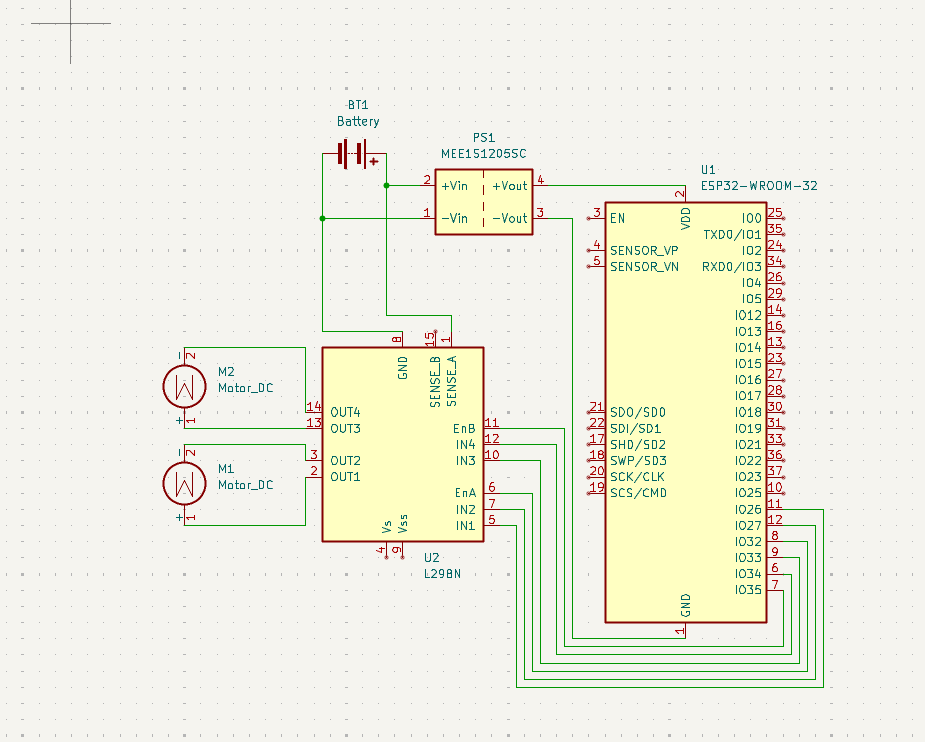 BT1
Battery
+
PS1
MEE1S1205SC
2 +Vin +Vout 4
1 -Vin -Vout 3
U1
ESP32-WROOM-32
2
VDD
3 EN
4 SENSOR_VP
5 SENSOR_VN
21 SDO/SD0
22 SDI/SD1
17 SHD/SD2
18 SWP/SD3
20 SCK/CLK
19 SCS/CMD
IO0 25
TXD0/IO1 35
IO2 24
RXD0/IO3 34
IO4 26
IO5 29
IO12 14
IO13 16
IO14 13
IO15 23
IO16 27
IO17 28
IO18 30
IO19 31
IO21 33
IO22 36
IO23 37
IO25 10
IO26 11
IO27 12
IO32 8
IO33 9
IO34 6
IO35 7
GND
1
8 15 1
GND SENSE_B SENSE_A
14 OUT4
13 OUT3
3 OUT2
2 OUT1
EnB 11
IN4 12
IN3 10
EnA 6
IN2 7
IN1 5
Vs Vss
4 9
U2
L298N
- 2
M2
Motor_DC
+ 1
- 2
M1
Motor_DC
+ 1